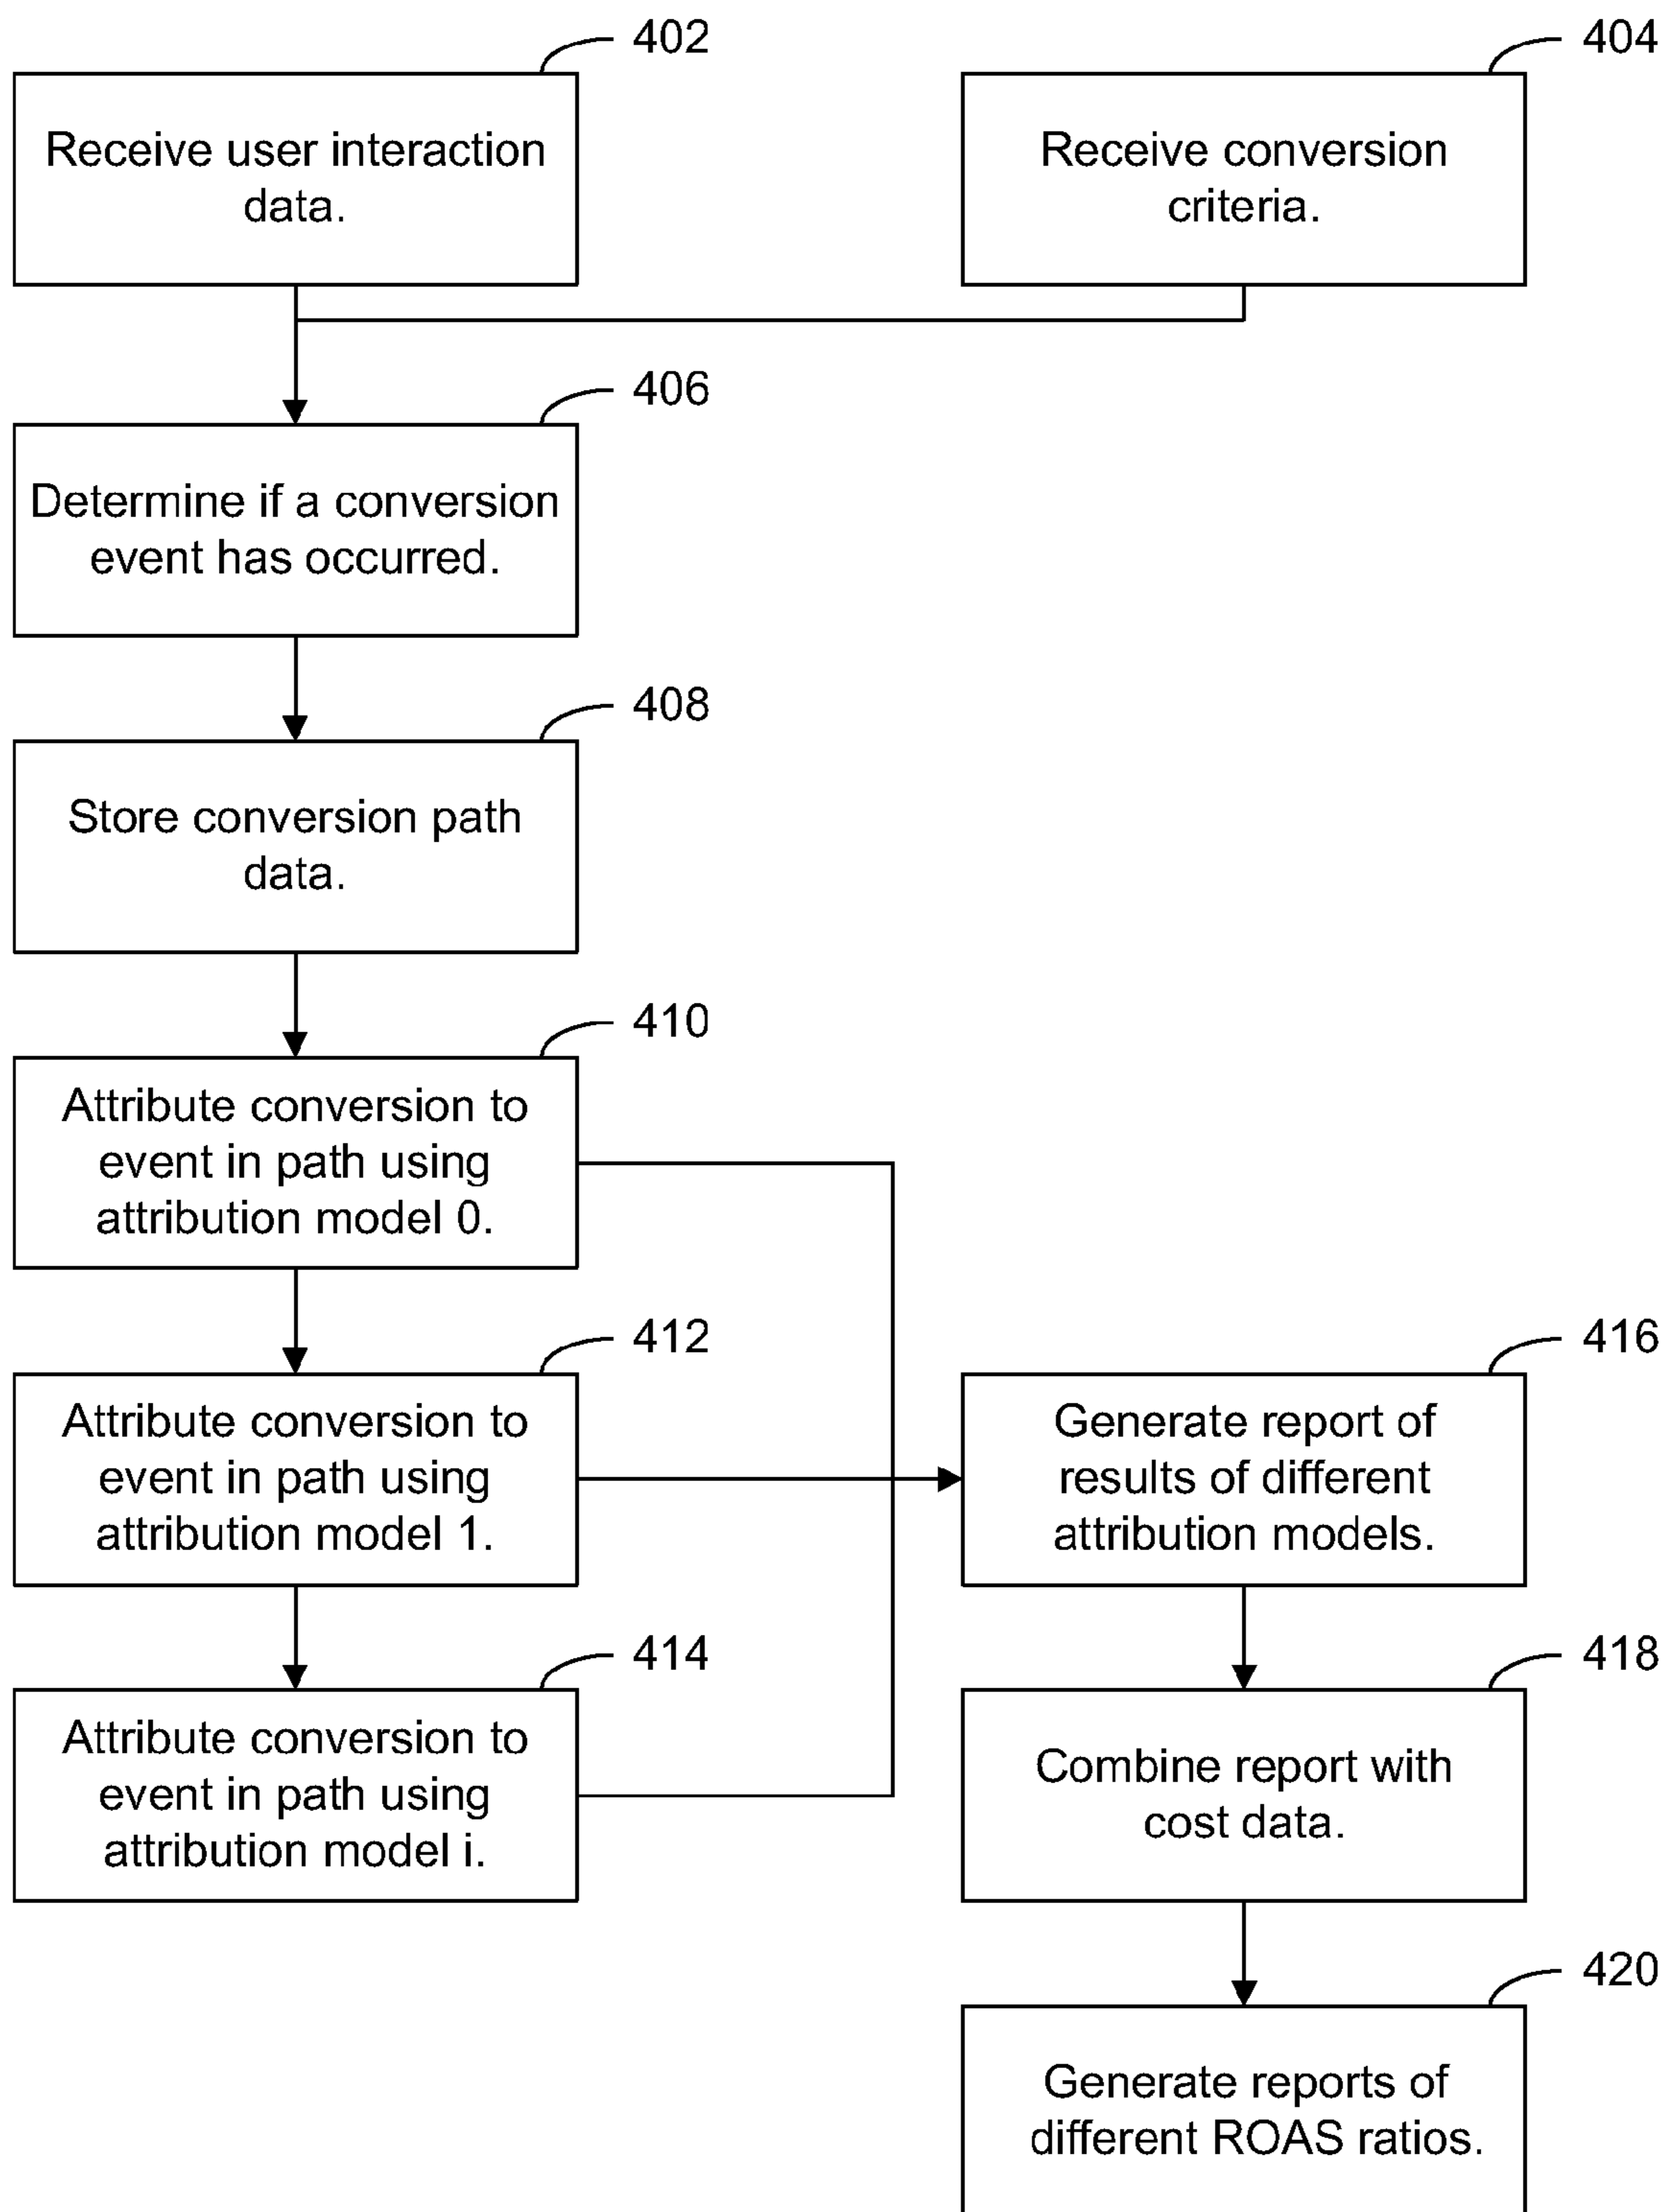 402
Receive user interaction
data.
404
Receive conversion
criteria.
406
Determine if a conversion
event has occurred.
408
Store conversion path
data.
410
Attribute conversion to
event in path using
attribution model 0.
412
Attribute conversion to
event in path using
attribution model 1.
414
Attribute conversion to
event in path using
attribution model i.
416
Generate report of
results of different
attribution models.
418
Combine report with
cost data.
420
Generate reports of
different ROAS ratios.